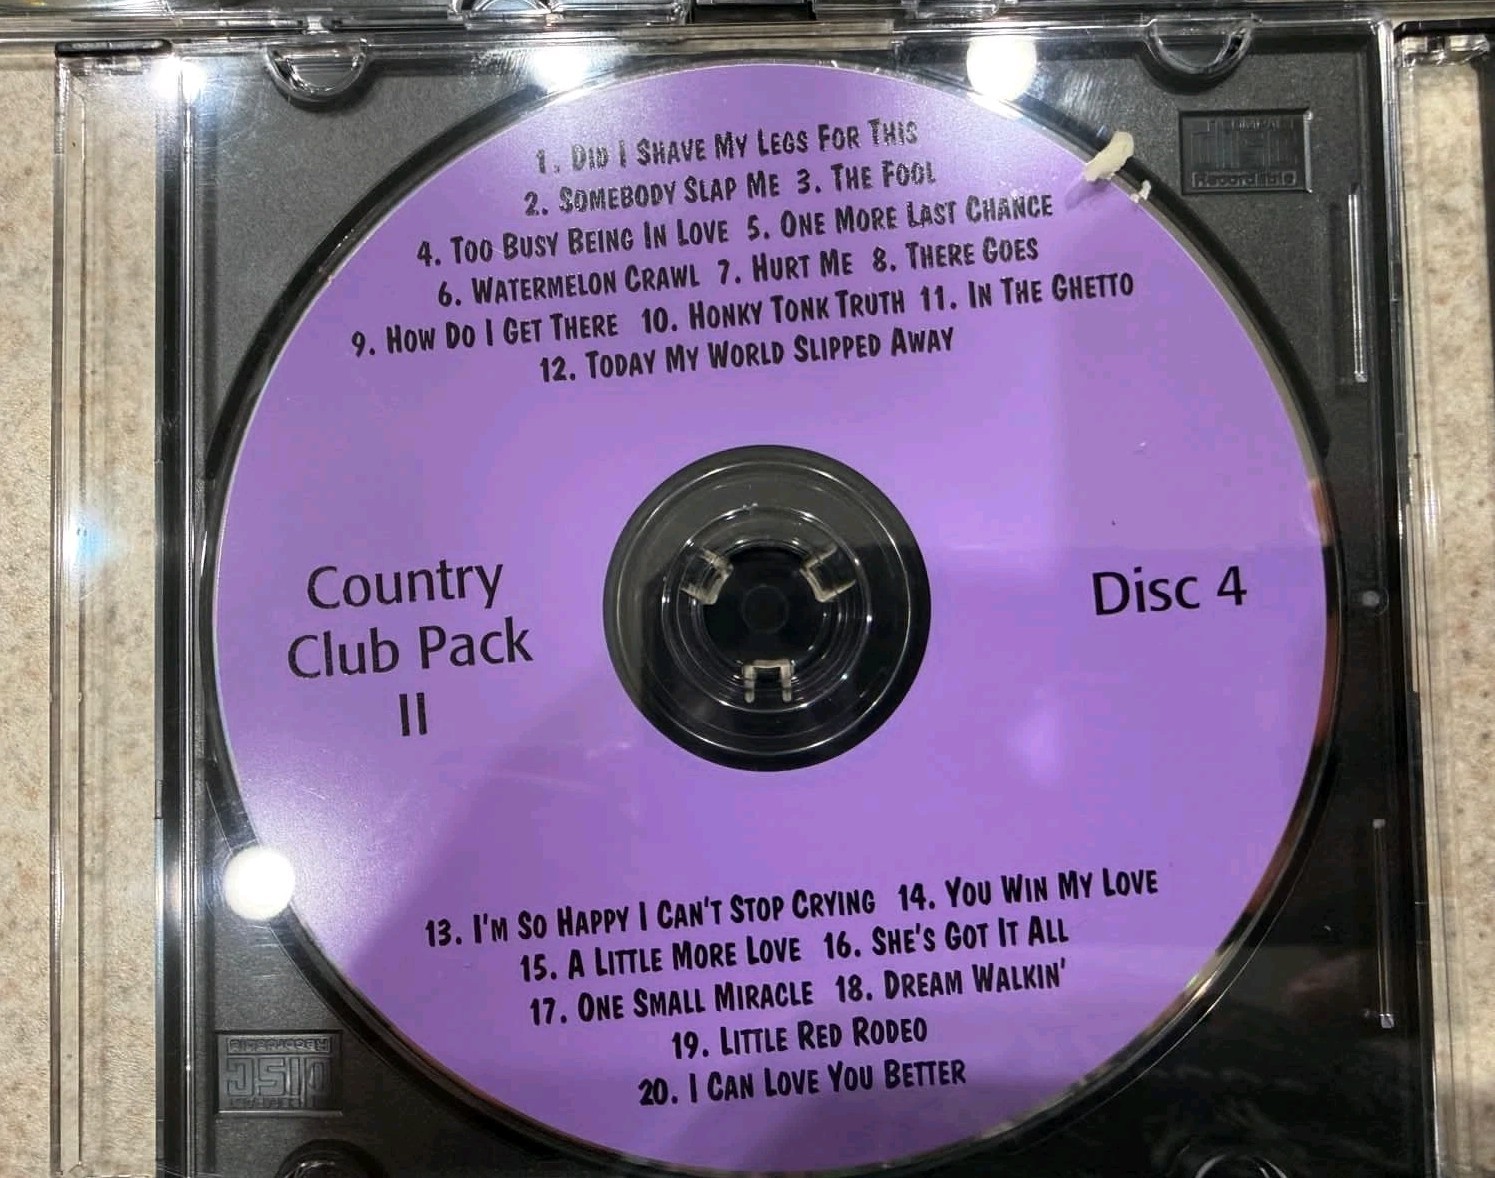 1. Did I Shave My Legs For This
2. Somebody Slap Me 3. The Fool
4. Too Busy Being In Love 5. One More Last Chance
6. Watermelon Crawl 7. Hurt Me 8. There Goes
9. How Do I Get There 10. Honky Tonk Truth 11. In The Ghetto
12. Today My World Slipped Away
Country
Club Pack
II
Disc 4
13. I'm So Happy I Can't Stop Crying 14. You Win My Love
15. A Little More Love 16. She's Got It All
17. One Small Miracle 18. Dream Walkin'
19. Little Red Rodeo
20. I Can Love You Better
Recordable
disc